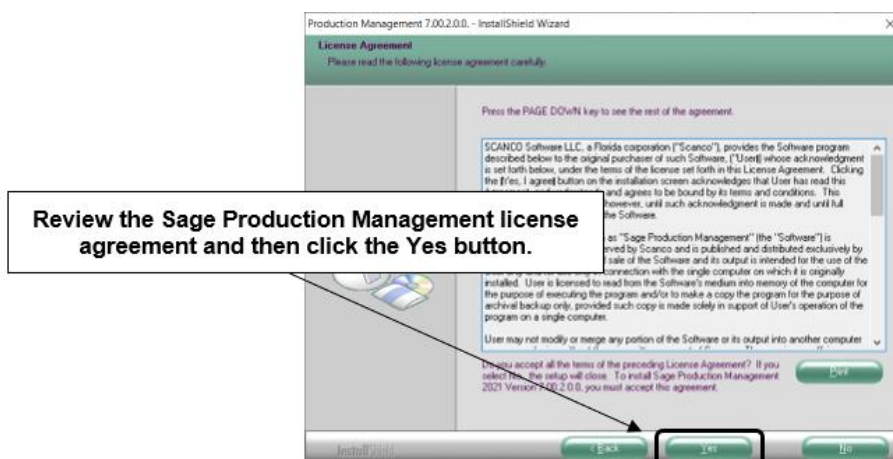 Production Management 7.00.2.0.0. - InstallShield Wizard
License Agreement
Please read the following license agreement carefully.
Press the PAGE DOWN key to see the rest of the agreement.
SCANCO Software LLC, a Florida corporation ("Scanco"), provides the Software program
described below to the original purchaser of such Software, ("User‖ whose acknowledgment
is set forth below, under the terms of the license set forth in this License Agreement. Clicking
the ‖Yes, I agree‖ button on the installation screen acknowledges that User has read this
and agrees to be bound by its terms and conditions. This
however, until such acknowledgment is made and until full
the Software.
as "Sage Production Management" (the "Software") is
erved by Scanco and is published and distributed exclusively by
sale of the Software and its output is intended for the use of the
connection with the single computer on which it is originally
installed. User is licensed to read from the Software's medium into memory of the computer for
the purpose of executing the program and/or to make a copy the program for the purpose of
archival backup only, provided such copy is made solely in support of User's operation of the
program on a single computer.
User may not modify or merge any portion of the Software or its output into another computer
Review the Sage Production Management license
agreement and then click the Yes button.
Do you accept all the terms of the preceding License Agreement? If you
select No, the setup will close. To install Sage Production Management
2021 Version 7.00.2.0.0, you must accept this agreement.
Print
InstallShield
< Back
Yes
No